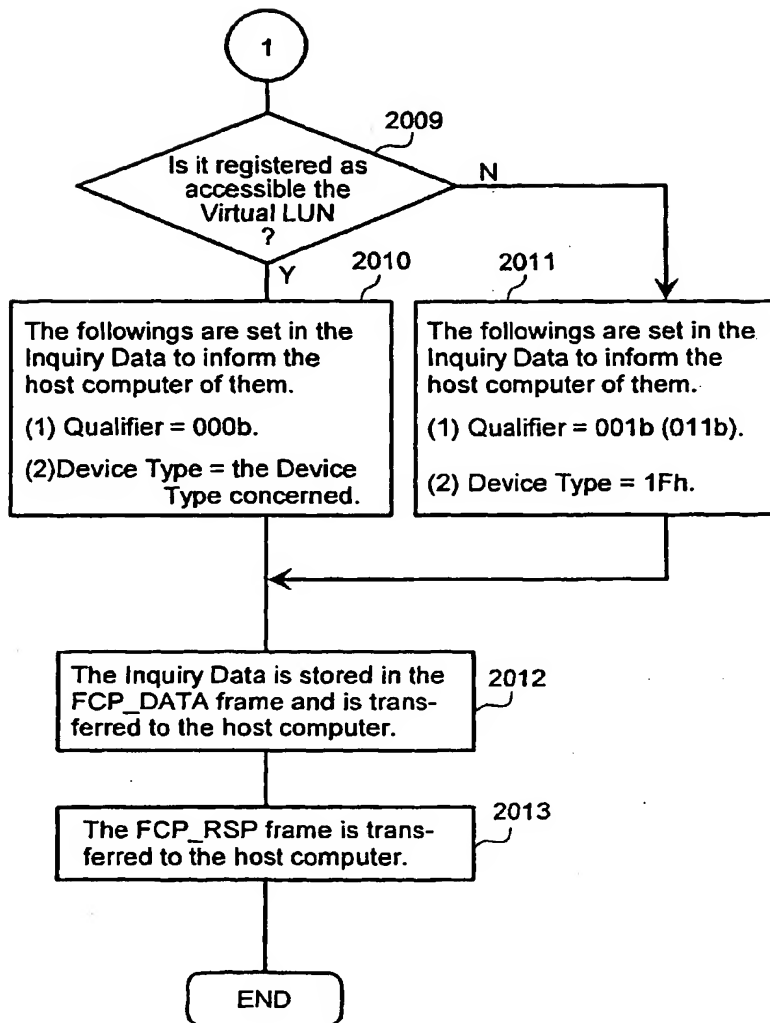 1
2009
Is it registered as
accessible the
Virtual LUN
?
N
Y
2010
2011
The followings are set in the
Inquiry Data to inform the
host computer of them.
(1) Qualifier = 000b.
(2)Device Type = the Device
Type concerned.
The followings are set in the
Inquiry Data to inform the
host computer of them.
(1) Qualifier = 001b (011b).
(2) Device Type = 1Fh.
The Inquiry Data is stored in the
FCP_DATA frame and is trans-
ferred to the host computer.
2012
The FCP_RSP frame is trans-
ferred to the host computer.
2013
END